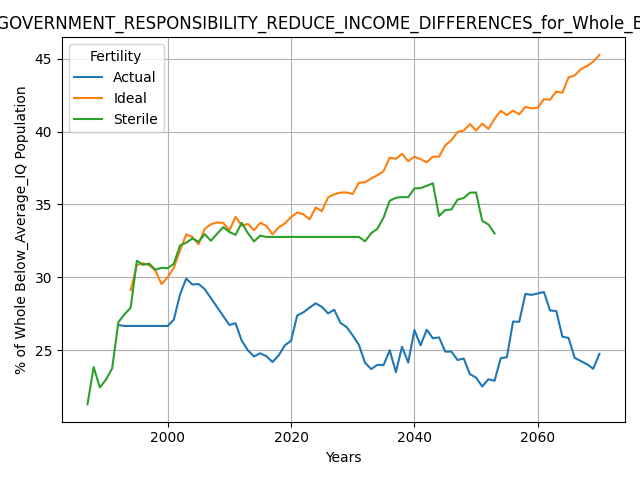 GOVERNMENT_RESPONSIBILITY_REDUCE_INCOME_DIFFERENCES_for_Whole_B
Fertility
Actual
Ideal
Sterile
45
40
35
30
25
% of Whole Below_Average_IQ Population
2000
2020
2040
2060
Years